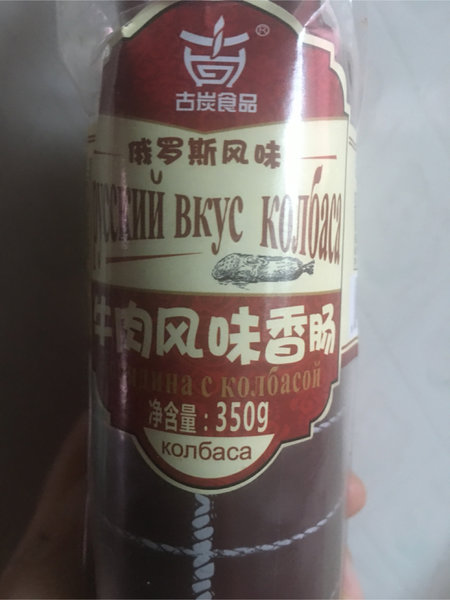 ®
古炭食品
俄罗斯风味
русский вкус колбаса
牛肉风味香肠
с колбасой
净含量：350g
колбаса